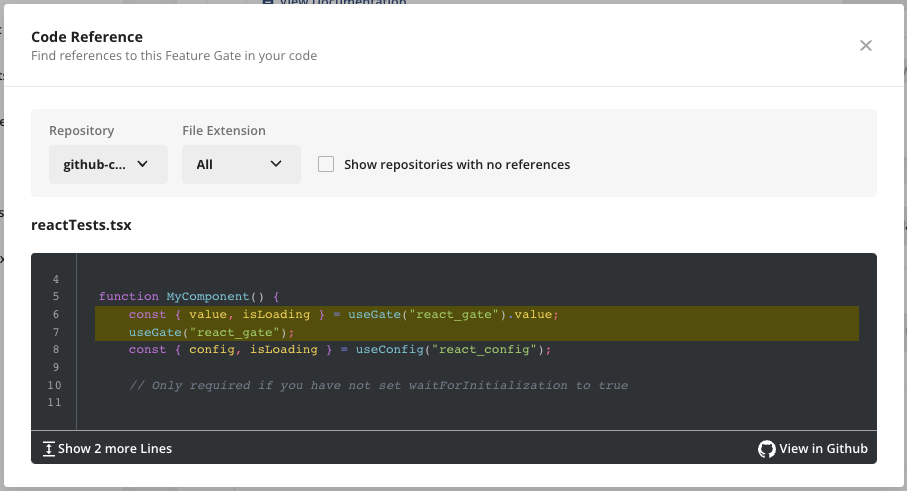 View Documentation
Code Reference
Find references to this Feature Gate in your code
Repository
File Extension
github-c...
All
Show repositories with no references
reactTests.tsx
4
5 function MyComponent() {
6 const { value, isLoading } = useGate("react_gate").value;
7 useGate("react_gate");
8 const { config, isLoading } = useConfig("react_config");
9
10 // Only required if you have not set waitForInitialization to true
11
Show 2 more Lines
View in Github